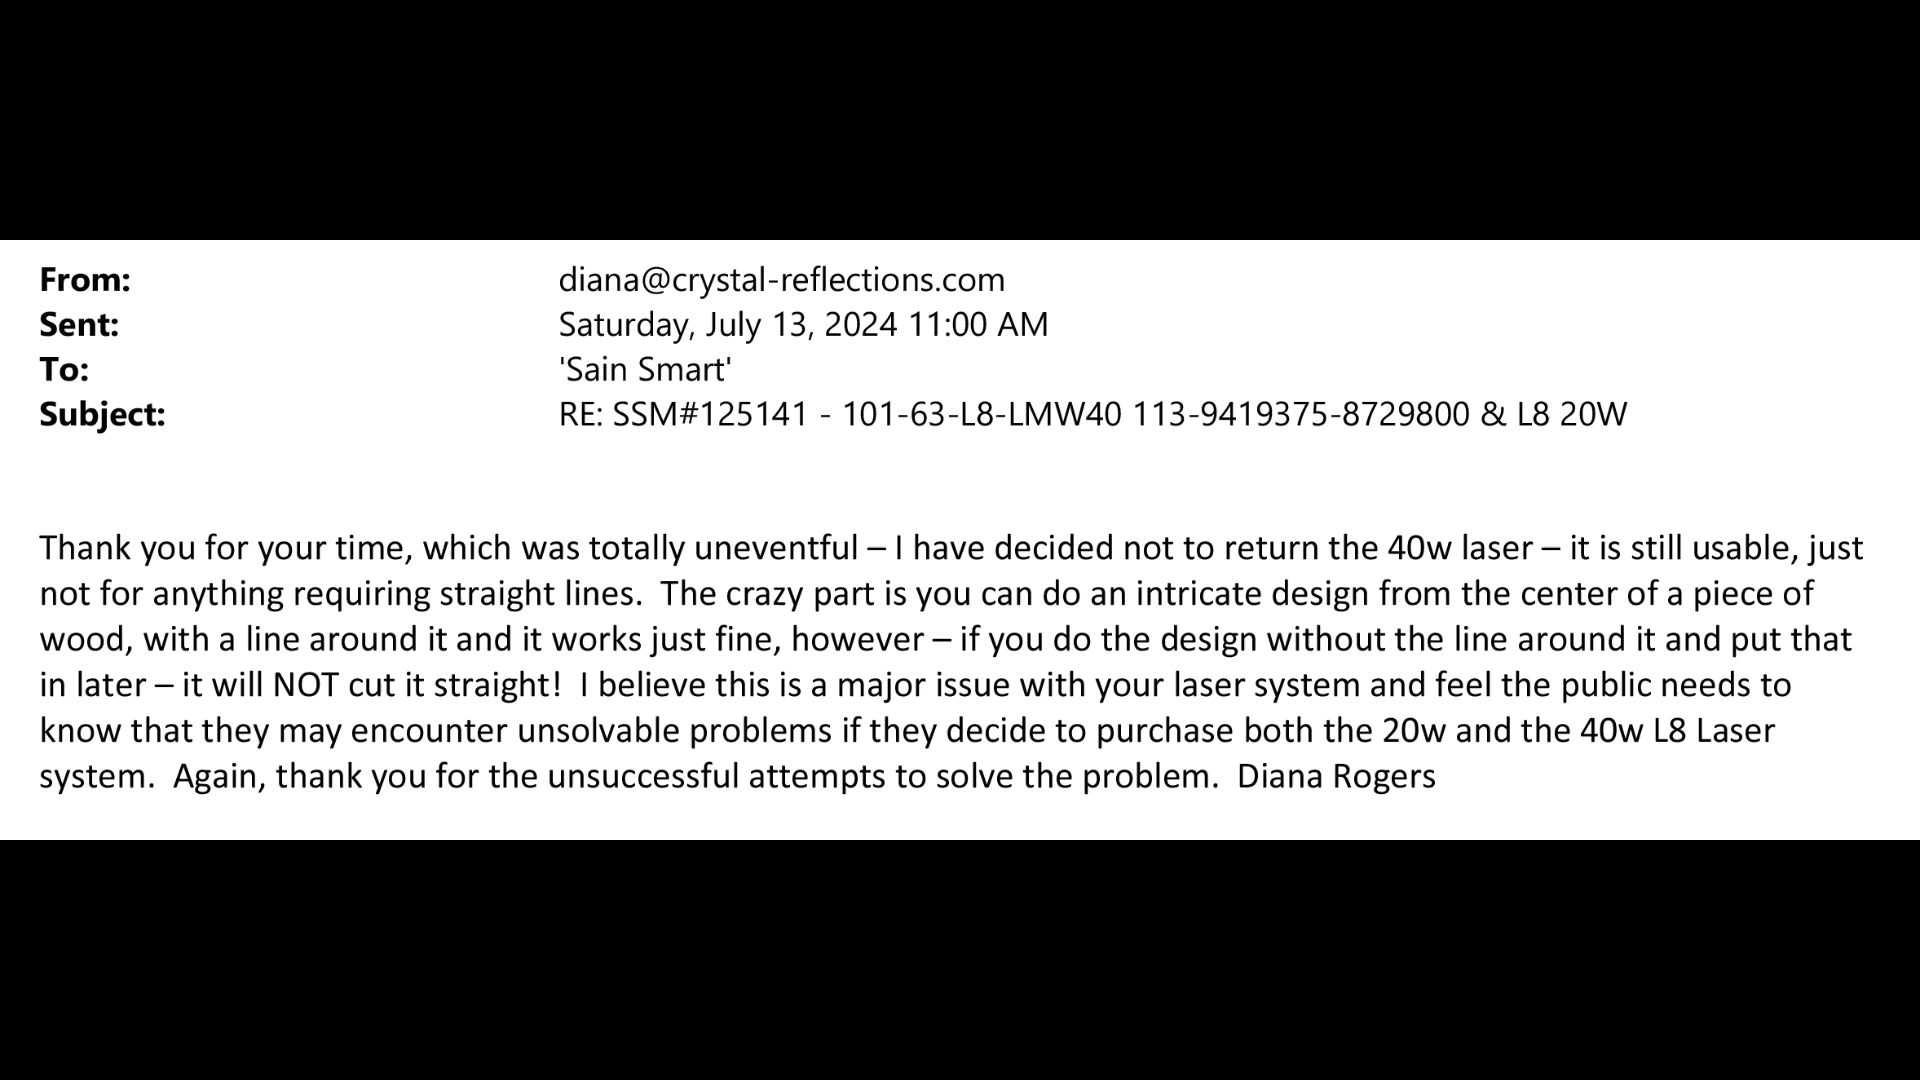 From: diana@crystal-reflections.com
Sent: Saturday, July 13, 2024 11:00 AM
To: 'Sain Smart'
Subject: RE: SSM#125141 - 101-63-L8-LMW40 113-9419375-8729800 & L8 20W
Thank you for your time, which was totally uneventful – I have decided not to return the 40w laser – it is still usable, just
not for anything requiring straight lines.  The crazy part is you can do an intricate design from the center of a piece of
wood, with a line around it and it works just fine, however – if you do the design without the line around it and put that
in later – it will NOT cut it straight!  I believe this is a major issue with your laser system and feel the public needs to
know that they may encounter unsolvable problems if they decide to purchase both the 20w and the 40w L8 Laser
system.  Again, thank you for the unsuccessful attempts to solve the problem.  Diana Rogers